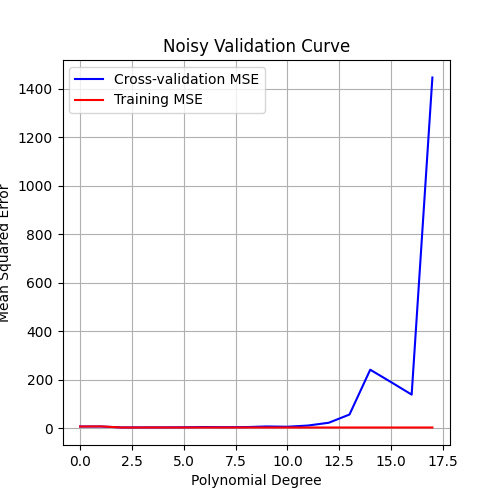 Noisy Validation Curve
Cross-validation MSE
Training MSE
1400
1200
1000
800
600
400
200
0
Mean Squared Error
0.0 2.5 5.0 7.5 10.0 12.5 15.0 17.5
Polynomial Degree